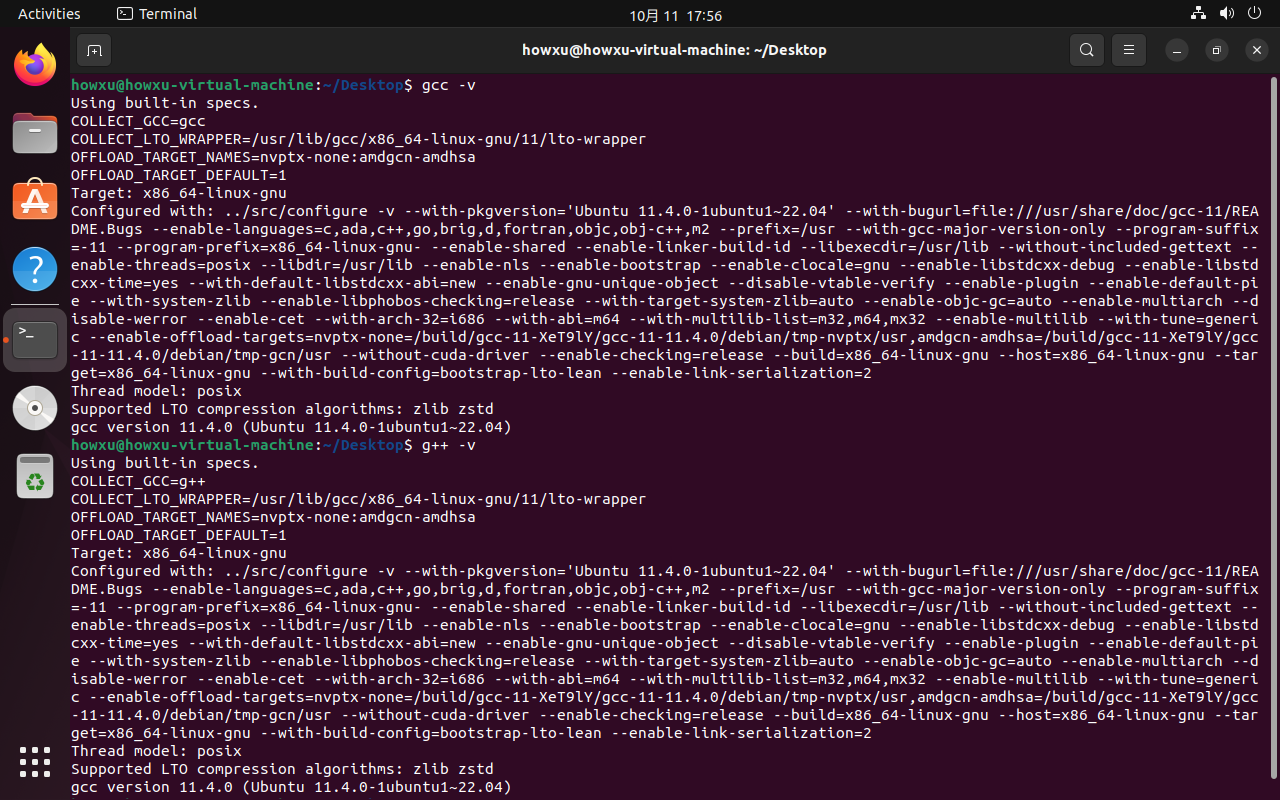 Activities
Terminal
10月 11 17:56
howxu@howxu-virtual-machine: ~/Desktop
howxu@howxu-virtual-machine:~/Desktop$ gcc -v
Using built-in specs.
COLLECT_GCC=gcc
COLLECT_LTO_WRAPPER=/usr/lib/gcc/x86_64-linux-gnu/11/lto-wrapper
OFFLOAD_TARGET_NAMES=nvptx-none:amdgcn-amdhsa
OFFLOAD_TARGET_DEFAULT=1
Target: x86_64-linux-gnu
Configured with: ../src/configure -v --with-pkgversion='Ubuntu 11.4.0-1ubuntu1~22.04' --with-bugurl=file:///usr/share/doc/gcc-11/REA
DME.Bugs --enable-languages=c,ada,c++,go,brig,d,fortran,objc,obj-c++,m2 --prefix=/usr --with-gcc-major-version-only --program-suffix
=-11 --program-prefix=x86_64-linux-gnu- --enable-shared --enable-linker-build-id --libexecdir=/usr/lib --without-included-gettext --
enable-threads=posix --libdir=/usr/lib --enable-nls --enable-bootstrap --enable-clocale=gnu --enable-libstdcxx-debug --enable-libstd
cxx-time=yes --with-default-libstdcxx-abi=new --enable-gnu-unique-object --disable-vtable-verify --enable-plugin --enable-default-pi
e --with-system-zlib --enable-libphobos-checking=release --with-target-system-zlib=auto --enable-objc-gc=auto --enable-multiarch --d
isable-werror --enable-cet --with-arch-32=i686 --with-abi=m64 --with-multilib-list=m32,m64,mx32 --enable-multilib --with-tune=generi
c --enable-offload-targets=nvptx-none=/build/gcc-11-XeT9lY/gcc-11-11.4.0/debian/tmp-nvptx/usr,amdgcn-amdhsa=/build/gcc-11-XeT9lY/gcc
-11-11.4.0/debian/tmp-gcn/usr --without-cuda-driver --enable-checking=release --build=x86_64-linux-gnu --host=x86_64-linux-gnu --tar
get=x86_64-linux-gnu --with-build-config=bootstrap-lto-lean --enable-link-serialization=2
Thread model: posix
Supported LTO compression algorithms: zlib zstd
gcc version 11.4.0 (Ubuntu 11.4.0-1ubuntu1~22.04)
howxu@howxu-virtual-machine:~/Desktop$ g++ -v
Using built-in specs.
COLLECT_GCC=g++
COLLECT_LTO_WRAPPER=/usr/lib/gcc/x86_64-linux-gnu/11/lto-wrapper
OFFLOAD_TARGET_NAMES=nvptx-none:amdgcn-amdhsa
OFFLOAD_TARGET_DEFAULT=1
Target: x86_64-linux-gnu
Configured with: ../src/configure -v --with-pkgversion='Ubuntu 11.4.0-1ubuntu1~22.04' --with-bugurl=file:///usr/share/doc/gcc-11/REA
DME.Bugs --enable-languages=c,ada,c++,go,brig,d,fortran,objc,obj-c++,m2 --prefix=/usr --with-gcc-major-version-only --program-suffix
=-11 --program-prefix=x86_64-linux-gnu- --enable-shared --enable-linker-build-id --libexecdir=/usr/lib --without-included-gettext --
enable-threads=posix --libdir=/usr/lib --enable-nls --enable-bootstrap --enable-clocale=gnu --enable-libstdcxx-debug --enable-libstd
cxx-time=yes --with-default-libstdcxx-abi=new --enable-gnu-unique-object --disable-vtable-verify --enable-plugin --enable-default-pi
e --with-system-zlib --enable-libphobos-checking=release --with-target-system-zlib=auto --enable-objc-gc=auto --enable-multiarch --d
isable-werror --enable-cet --with-arch-32=i686 --with-abi=m64 --with-multilib-list=m32,m64,mx32 --enable-multilib --with-tune=generi
c --enable-offload-targets=nvptx-none=/build/gcc-11-XeT9lY/gcc-11-11.4.0/debian/tmp-nvptx/usr,amdgcn-amdhsa=/build/gcc-11-XeT9lY/gcc
-11-11.4.0/debian/tmp-gcn/usr --without-cuda-driver --enable-checking=release --build=x86_64-linux-gnu --host=x86_64-linux-gnu --tar
get=x86_64-linux-gnu --with-build-config=bootstrap-lto-lean --enable-link-serialization=2
Thread model: posix
Supported LTO compression algorithms: zlib zstd
gcc version 11.4.0 (Ubuntu 11.4.0-1ubuntu1~22.04)